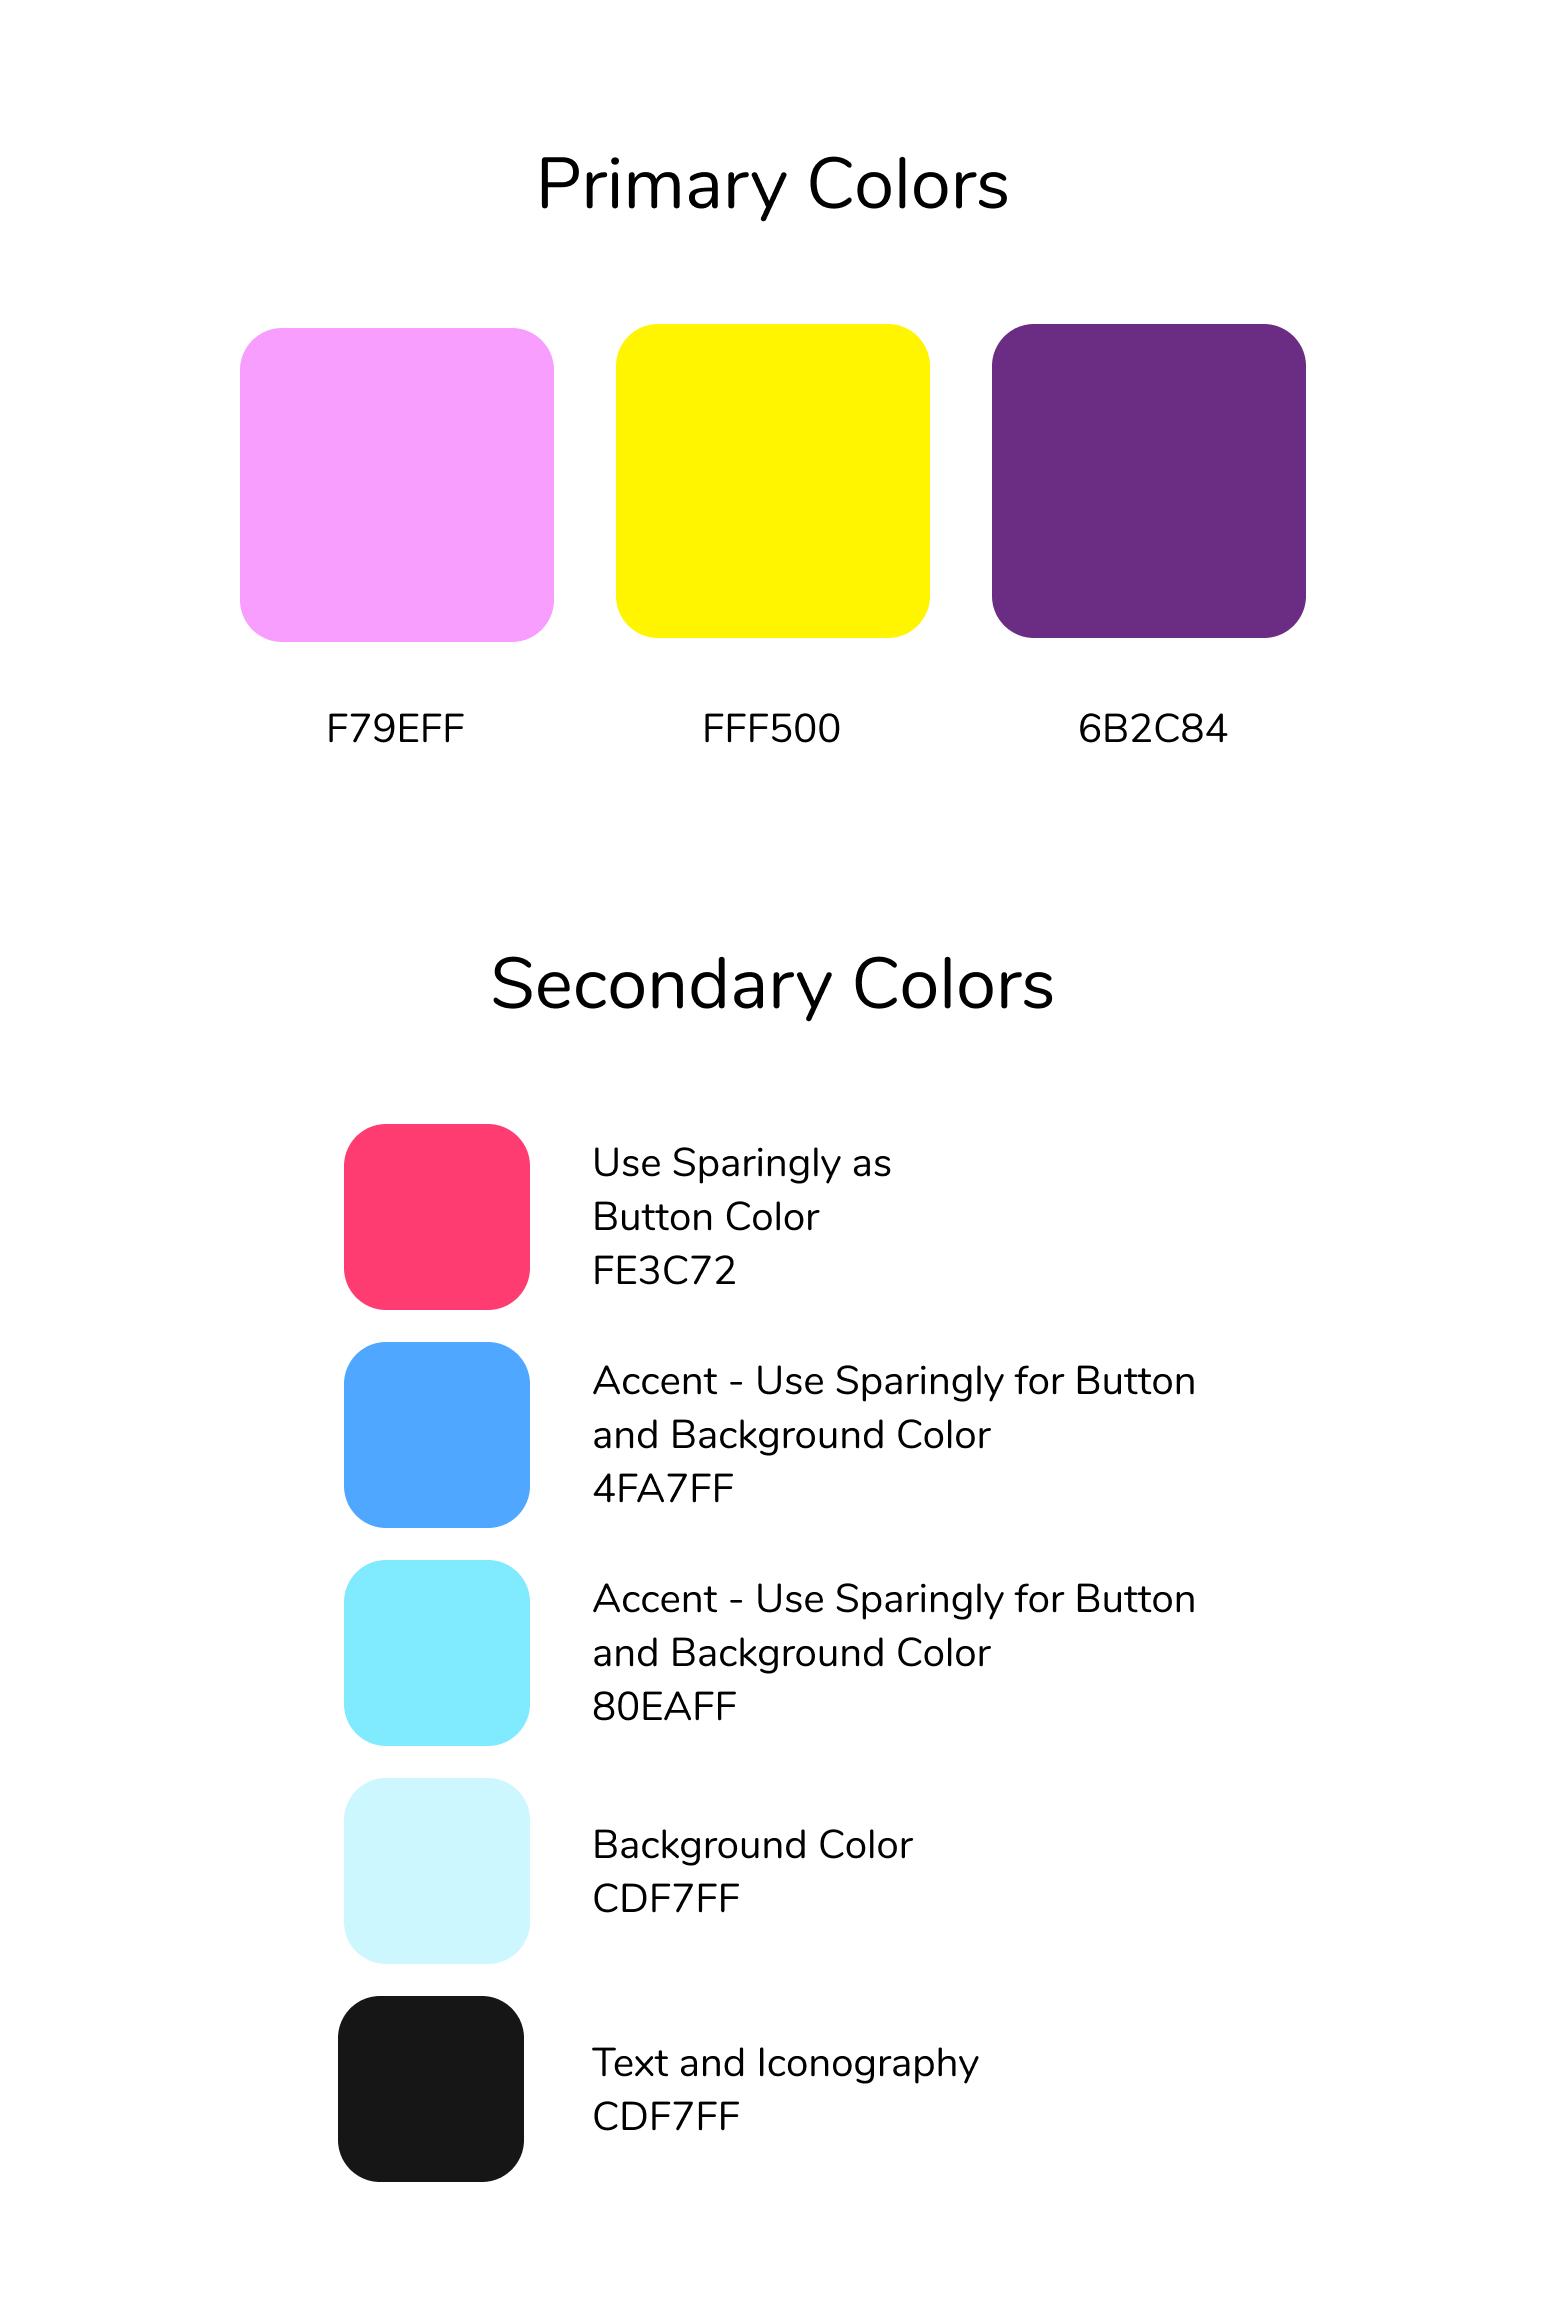 Primary Colors
F79EFF
FFF500
6B2C84
Secondary Colors
Use Sparingly as
Button Color
FE3C72
Accent - Use Sparingly for Button
and Background Color
4FA7FF
Accent - Use Sparingly for Button
and Background Color
80EAFF
Background Color
CDF7FF
Text and Iconography
CDF7FF